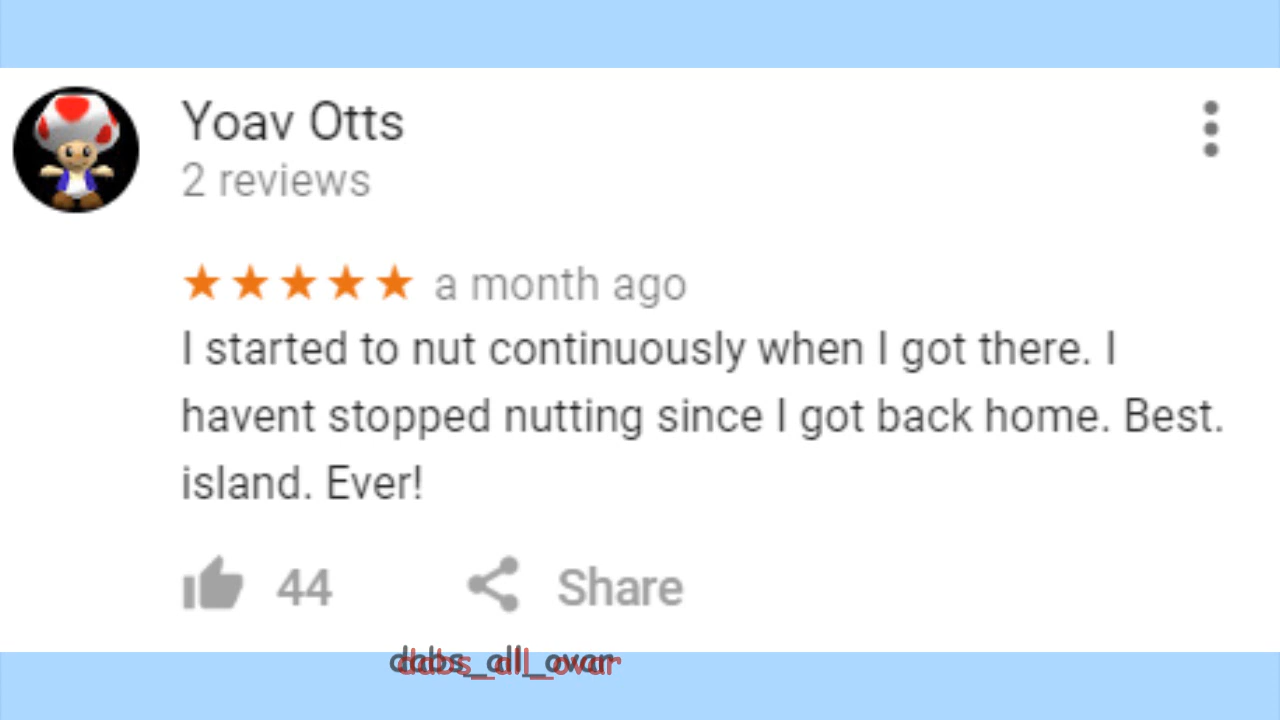 Yoav Otts
2 reviews
a month ago
I started to nut continuously when I got there. I
havent stopped nutting since I got back home. Best.
island. Ever!
44 Share
dabs_all_ovar